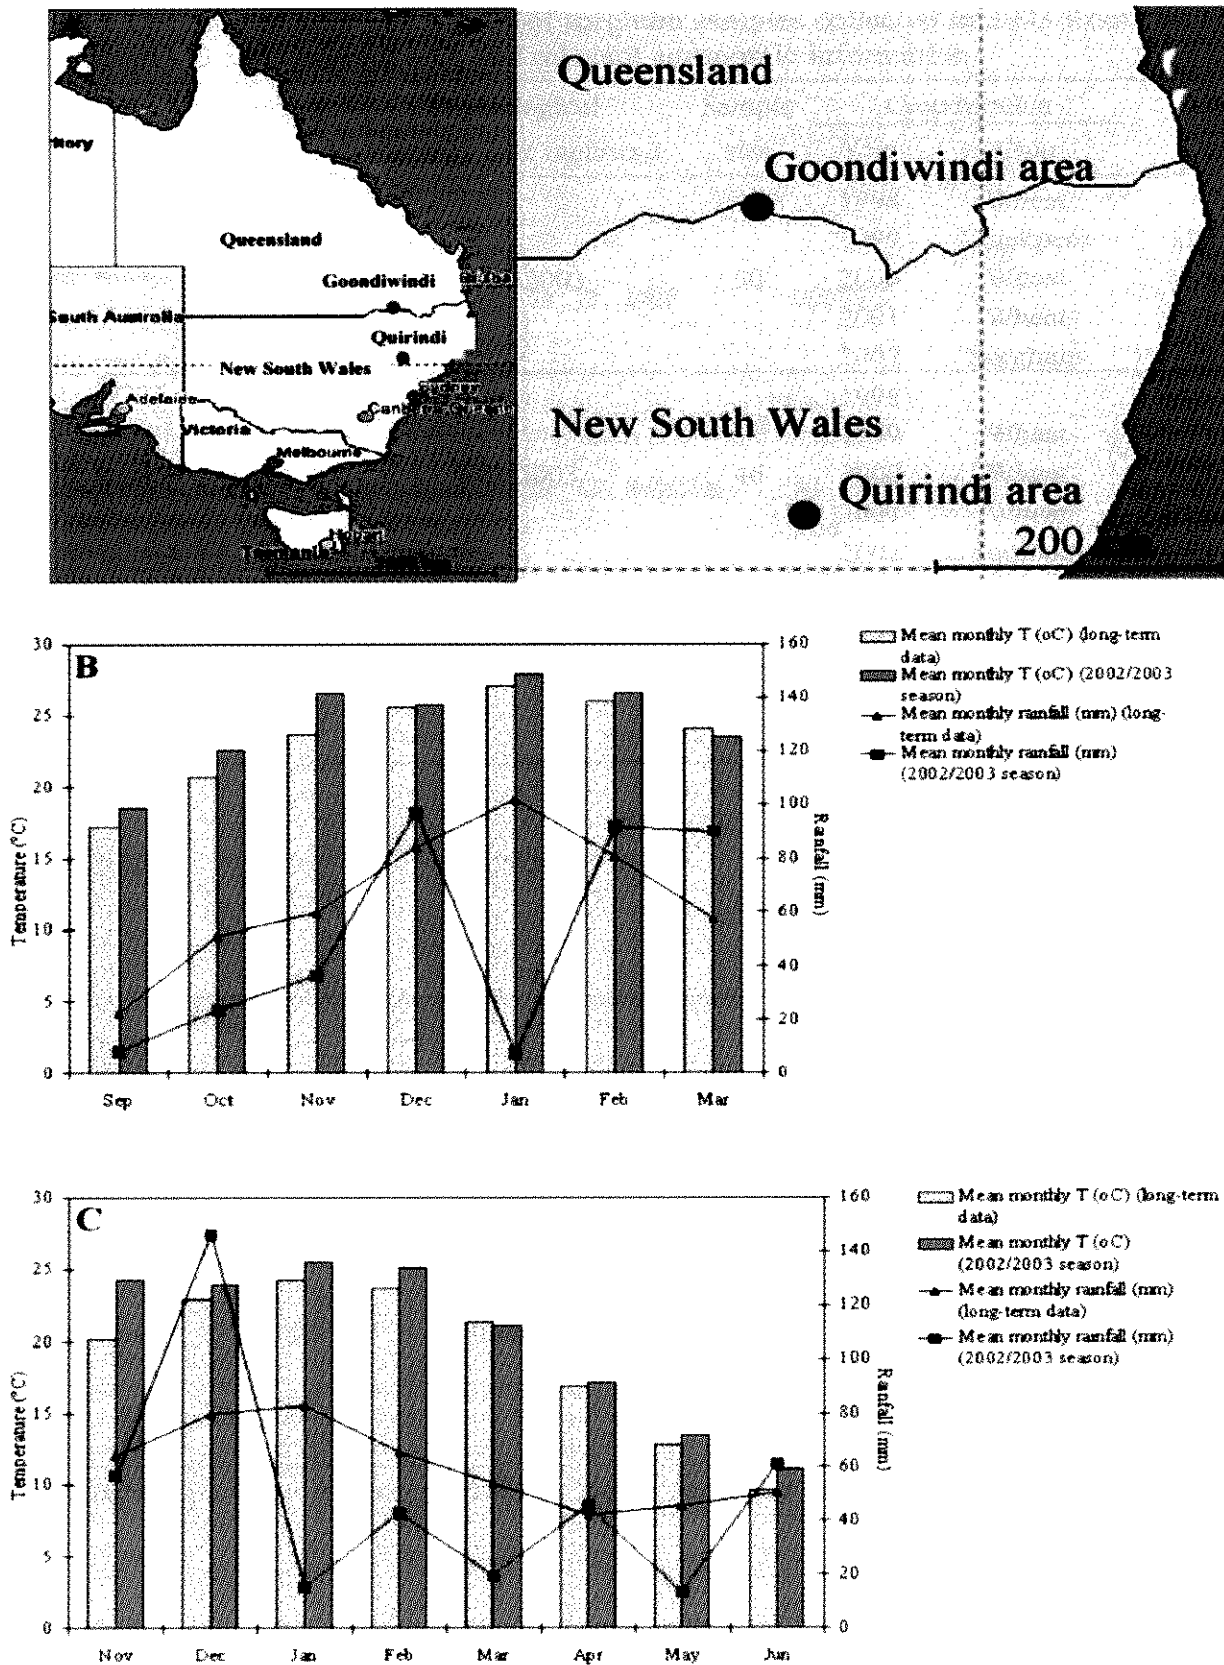 Queensland
Goondiwindi area
New South Wales
Quirindi area
200
Queensland
Goondiwindi
South Australia
Quirindi
New South Wales
Adelaide
Victoria
Melbourne
Hobart
Tasmania
B
30
25
20
15
10
5
0
Temperature (°C)
160
140
120
100
80
60
40
20
0
Rainfall (mm)
Sep Oct Nov Dec Jan Feb Mar
Mean monthly T (oC) (long-term
data)
Mean monthly T (oC) (2002/2003
season)
Mean monthly rainfall (mm) (long-
term data)
Mean monthly rainfall (mm)
(2002/2003 season)
C
30
25
20
15
10
5
0
Temperature (°C)
160
140
120
100
80
60
40
20
0
Rainfall (mm)
Nov Dec Jan Feb Mar Apr May Jun
Mean monthly T (oC) (long-term
data)
Mean monthly T (oC)
(2002/2003 season)
Mean monthly rainfall (mm)
(long-term data)
Mean monthly rainfall (mm)
(2002/2003 season)